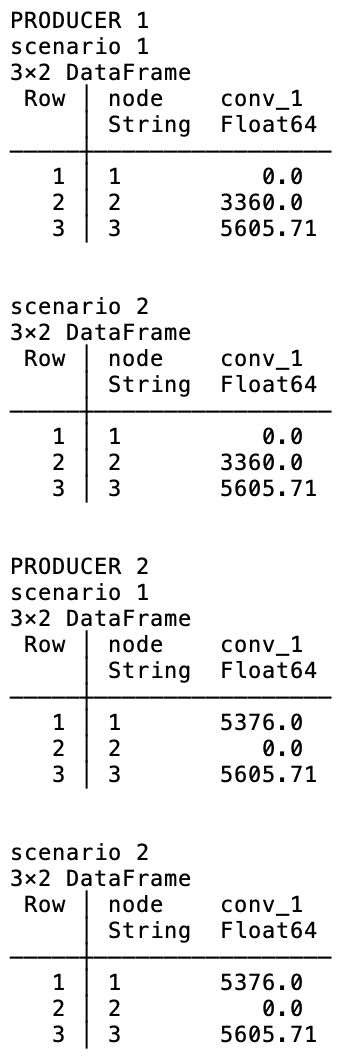 PRODUCER 1
scenario 1
3×2 DataFrame
Row │ node conv_1
│ String Float64
1 │ 1 0.0
2 │ 2 3360.0
3 │ 3 5605.71
scenario 2
3×2 DataFrame
Row │ node conv_1
│ String Float64
1 │ 1 0.0
2 │ 2 3360.0
3 │ 3 5605.71
PRODUCER 2
scenario 1
3×2 DataFrame
Row │ node conv_1
│ String Float64
1 │ 1 5376.0
2 │ 2 0.0
3 │ 3 5605.71
scenario 2
3×2 DataFrame
Row │ node conv_1
│ String Float64
1 │ 1 5376.0
2 │ 2 0.0
3 │ 3 5605.71